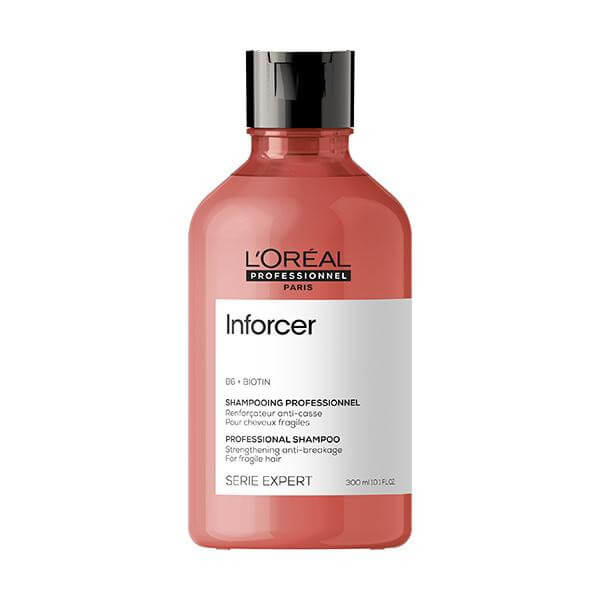 L'ORÉAL
PROFESSIONNEL
PARIS
Inforcer
B6 + BIOTIN
SHAMPOOING PROFESSIONNEL
Renforçateur anti-casse
Pour cheveux fragiles
PROFESSIONAL SHAMPOO
Strengthening anti-breakage
For fragile hair
SERIE EXPERT 300 ml | 10.1 FL.OZ.